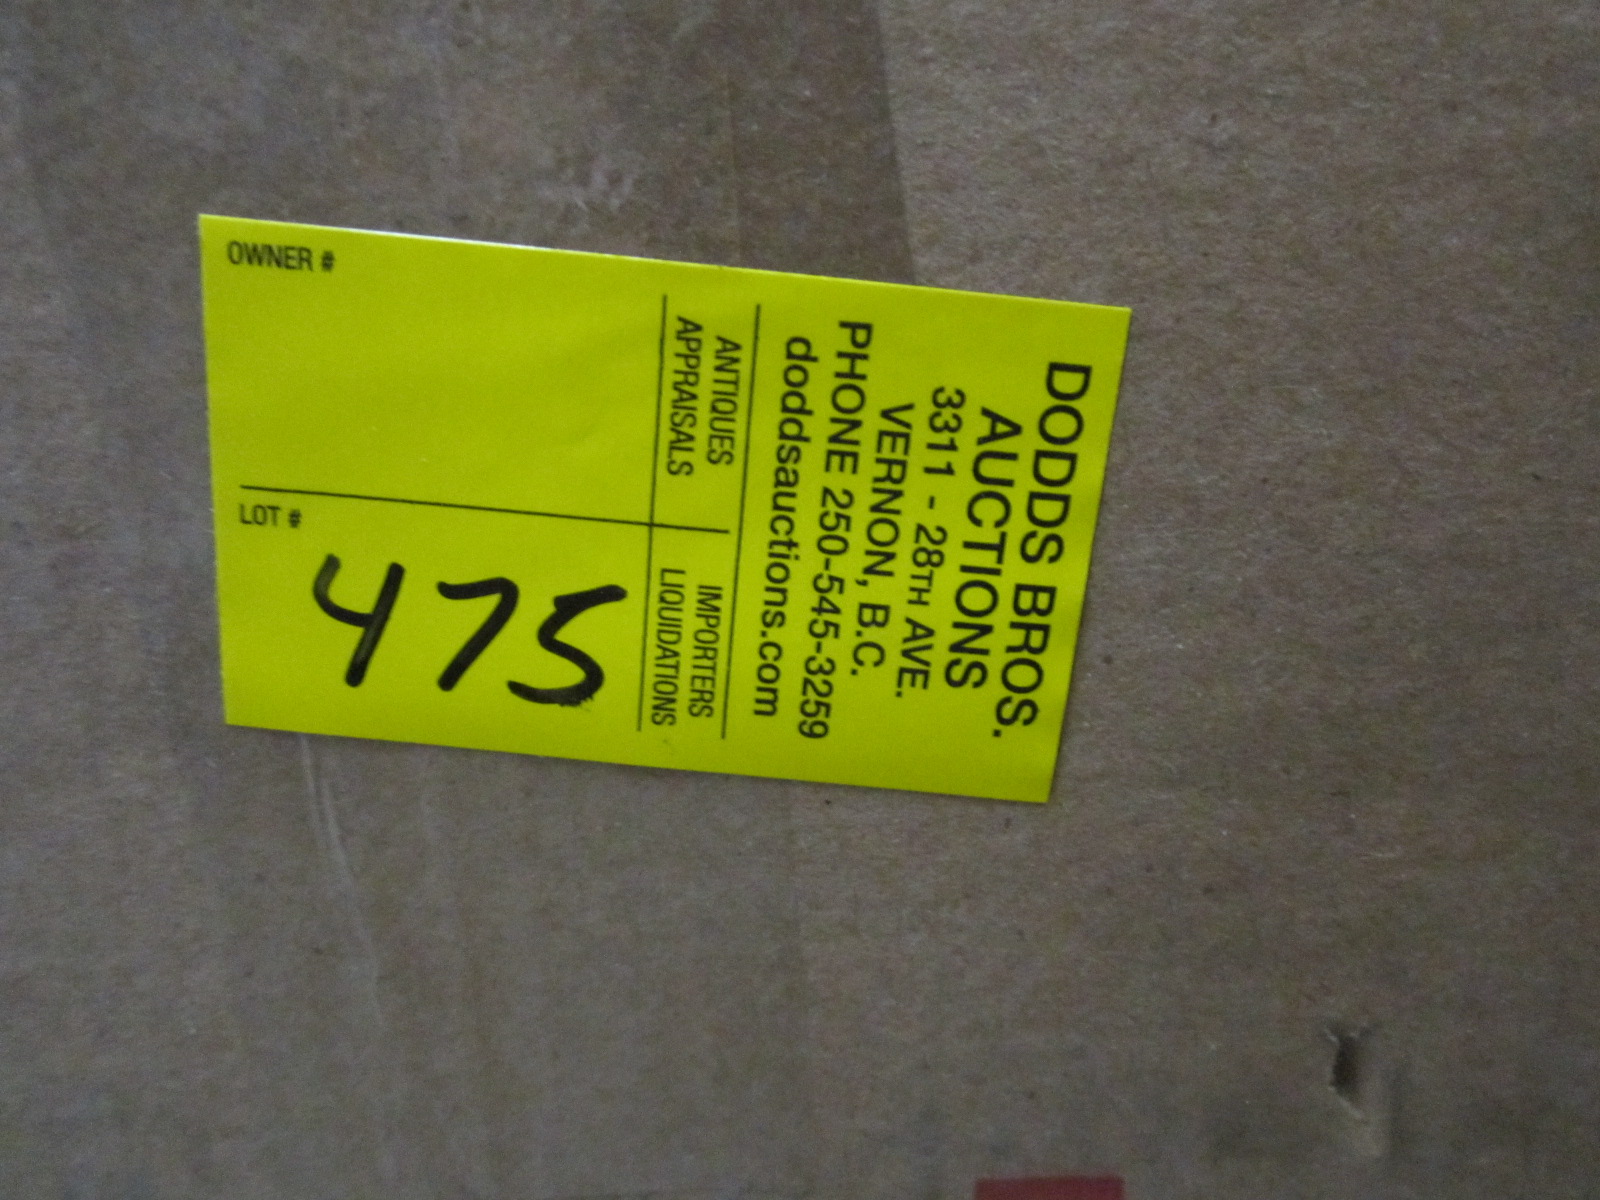 DODDS BROS.
AUCTIONS
3311 - 28TH AVE.
VERNON, B.C.
PHONE 250-545-3259
doddsauctions.com
ANTIQUES
APPRAISALS
IMPORTERS
LIQUIDATIONS
OWNER #
LOT #
475